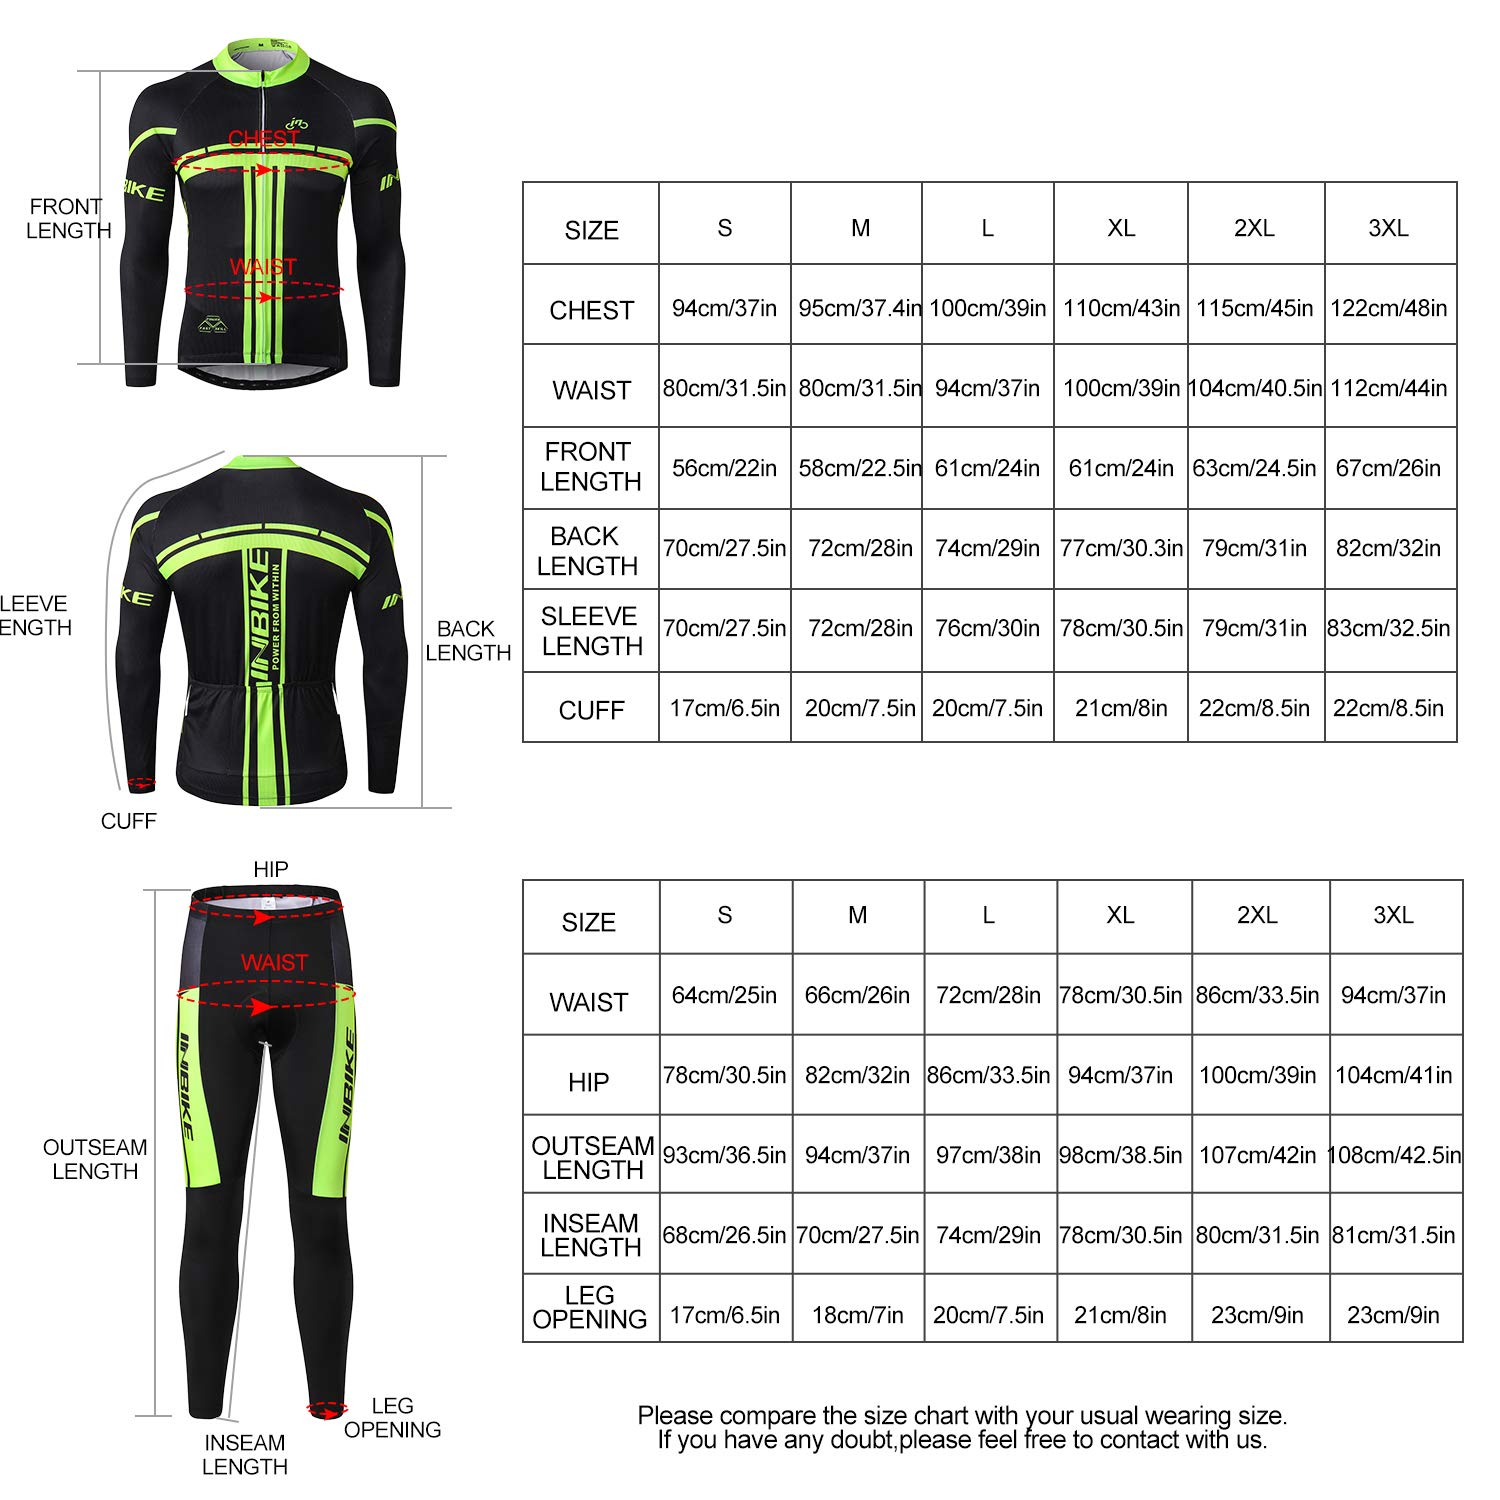 CHEST
BIKE
FRONT
LENGTH
WAIST
SIZE S M L XL 2XL 3XL
CHEST 94cm/37in 95cm/37.4in 100cm/39in 110cm/43in 115cm/45in 122cm/48in
WAIST 80cm/31.5in 80cm/31.5in 94cm/37in 100cm/39in 104cm/40.5in 112cm/44in
FRONT
LENGTH 56cm/22in 58cm/22.5in 61cm/24in 61cm/24in 63cm/24.5in 67cm/26in
BACK
LENGTH 70cm/27.5in 72cm/28in 74cm/29in 77cm/30.3in 79cm/31in 82cm/32in
SLEEVE
LENGTH 70cm/27.5in 72cm/28in 76cm/30in 78cm/30.5in 79cm/31in 83cm/32.5in
CUFF 17cm/6.5in 20cm/7.5in 20cm/7.5in 21cm/8in 22cm/8.5in 22cm/8.5in
INBIKE
POWER FROM WITHIN
KE
LEEVE
ENGTH
BACK
LENGTH
CUFF
HIP
WAIST
INBIKE
INBIKE
OUTSEAM
LENGTH
LEG
OPENING
INSEAM
LENGTH
SIZE S M L XL 2XL 3XL
WAIST 64cm/25in 66cm/26in 72cm/28in 78cm/30.5in 86cm/33.5in 94cm/37in
HIP 78cm/30.5in 82cm/32in 86cm/33.5in 94cm/37in 100cm/39in 104cm/41in
OUTSEAM
LENGTH 93cm/36.5in 94cm/37in 97cm/38in 98cm/38.5in 107cm/42in 108cm/42.5in
INSEAM
LENGTH 68cm/26.5in 70cm/27.5in 74cm/29in 78cm/30.5in 80cm/31.5in 81cm/31.5in
LEG
OPENING 17cm/6.5in 18cm/7in 20cm/7.5in 21cm/8in 23cm/9in 23cm/9in
Please compare the size chart with your usual wearing size.
If you have any doubt,please feel free to contact with us.